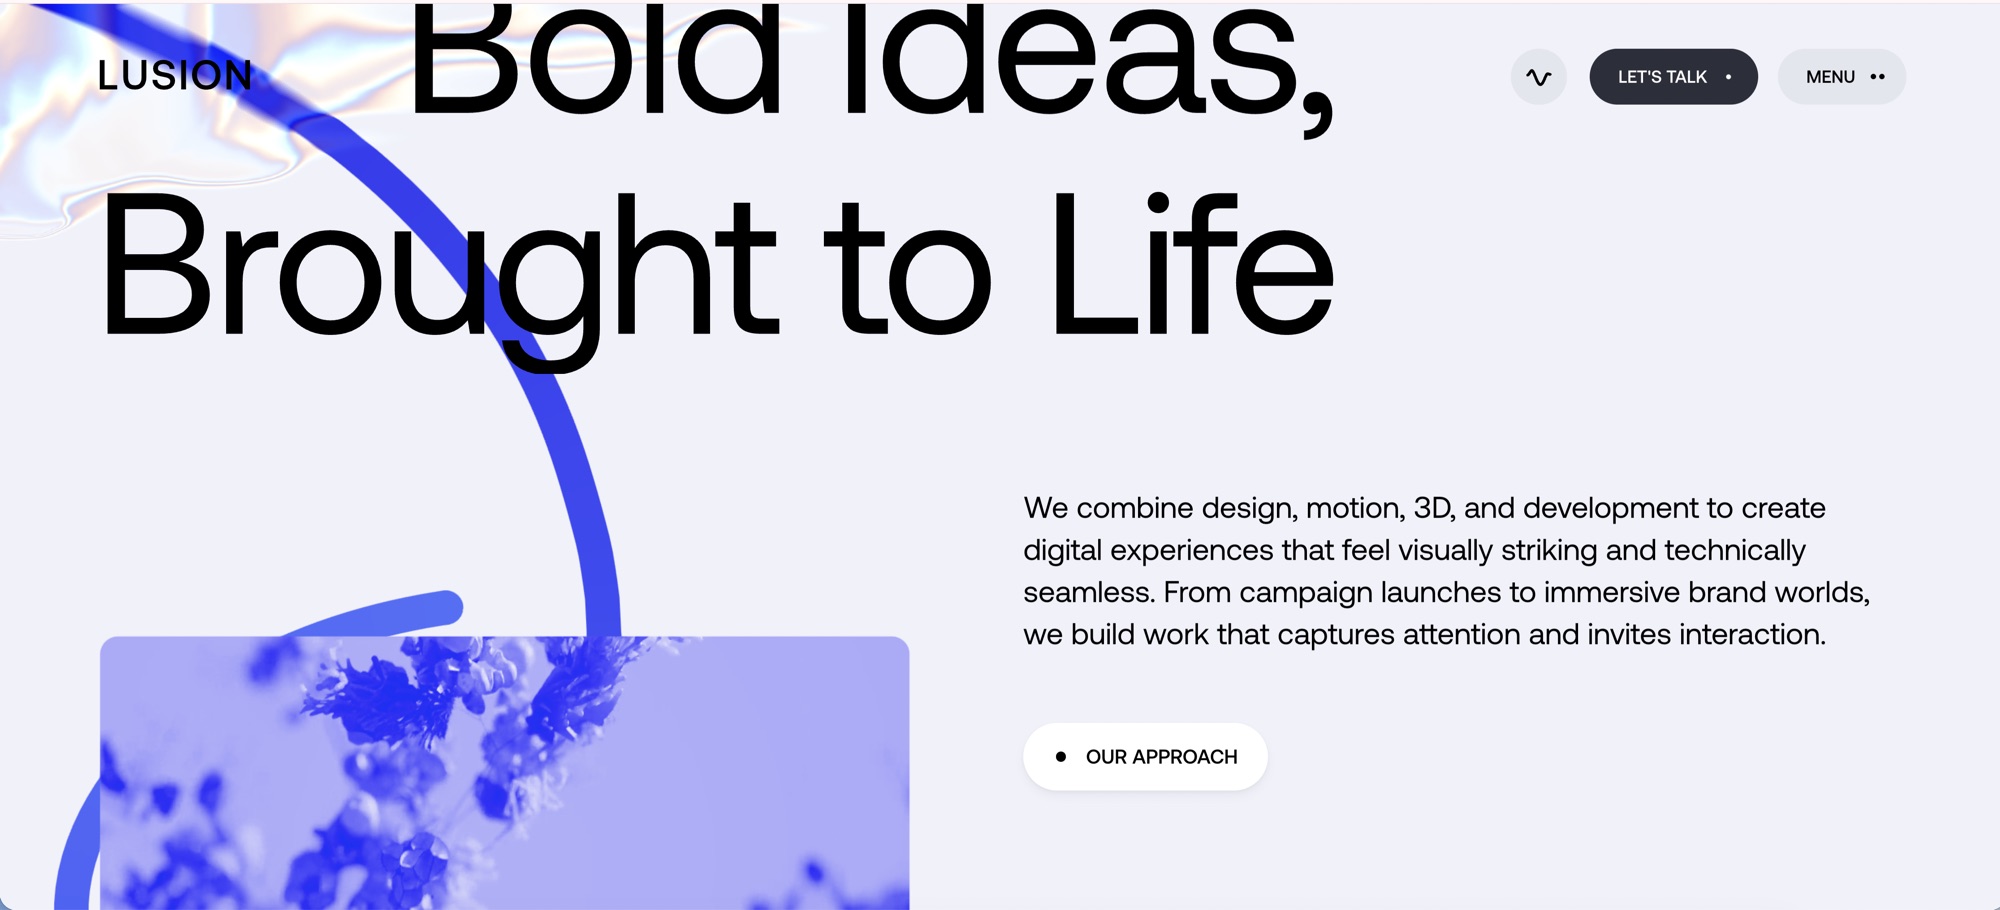 Bold Ideas,
LUSION
LET'S TALK
MENU
Brought to Life
We combine design, motion, 3D, and development to create
digital experiences that feel visually striking and technically
seamless. From campaign launches to immersive brand worlds,
we build work that captures attention and invites interaction.
OUR APPROACH